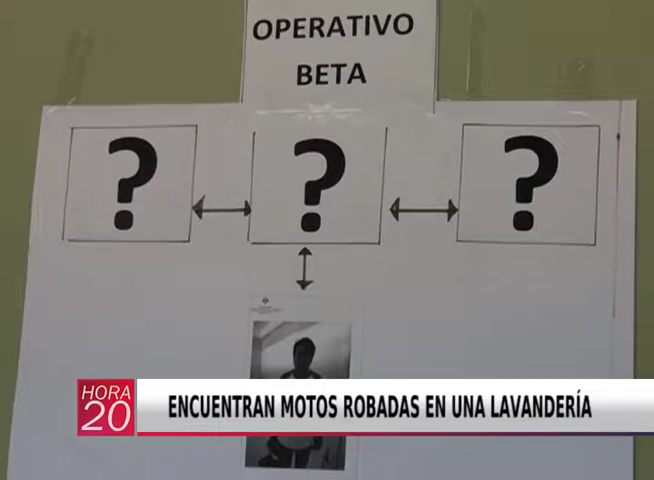 OPERATIVO
BETA
? ? ?
HORA
20
ENCUENTRAN MOTOS ROBADAS EN UNA LAVANDERÍA